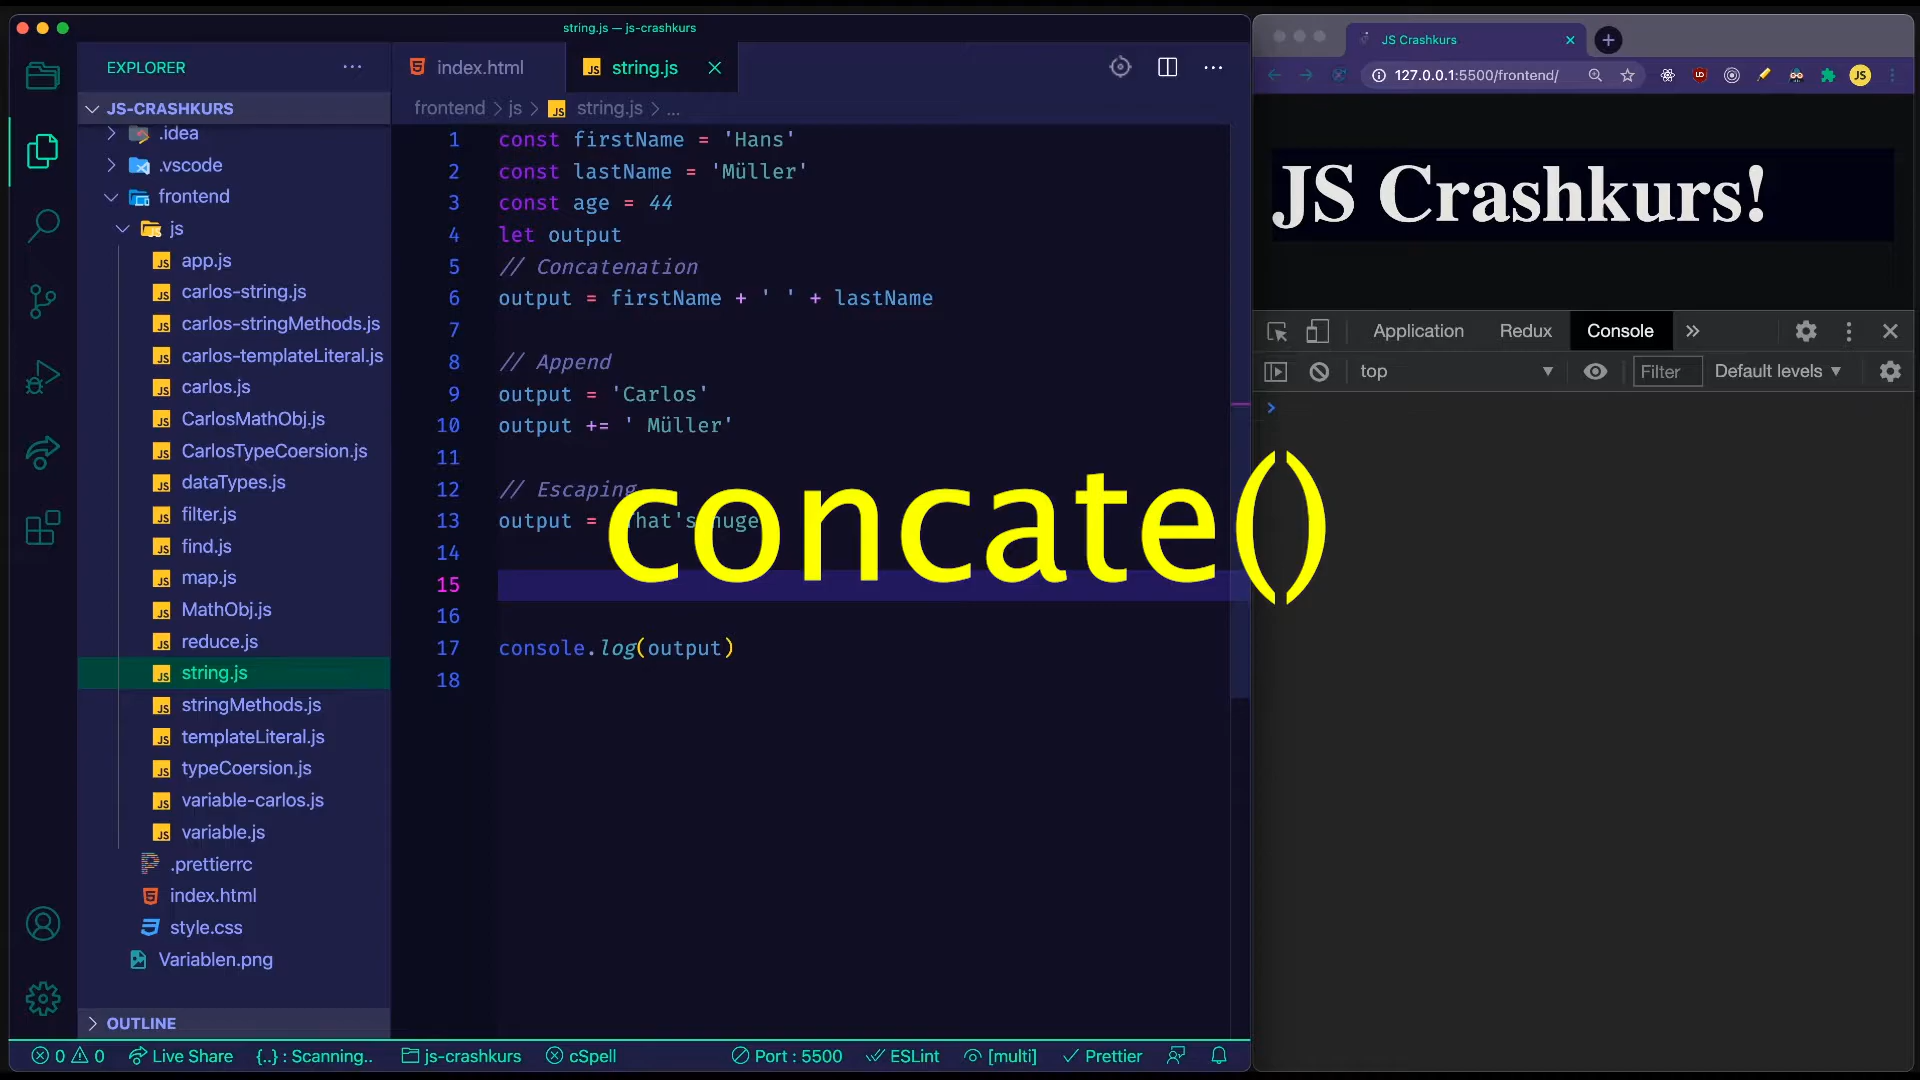 string.js — js-crashkurs
EXPLORER
JS-CRASHKURS
.idea
.vscode
frontend
js
app.js
carlos-string.js
carlos-stringMethods.js
carlos-templateLiteral.js
carlos.js
CarlosMathObj.js
CarlosTypeCoersion.js
dataTypes.js
filter.js
find.js
map.js
MathObj.js
reduce.js
string.js
stringMethods.js
templateLiteral.js
typeCoersion.js
variable-carlos.js
variable.js
.prettierrc
index.html
style.css
Variablen.png
OUTLINE
index.html string.js
frontend js string.js ...
1 const firstName = 'Hans'
2 const lastName = 'Müller'
3 const age = 44
4 let output
5 // Concatenation
6 output = firstName + ' ' + lastName
7
8 // Append
9 output = 'Carlos'
10 output += ' Müller'
11
12 // Escaping
13 output =
14
15
16
17 console.log(output)
18
concate()
0 0 Live Share {..} : Scanning.. js-crashkurs cSpell Port : 5500 ESLint [multi] Prettier
JS Crashkurs
127.0.0.1:5500/frontend/ JS
JS Crashkurs!
Application Redux Console
top Filter Default levels